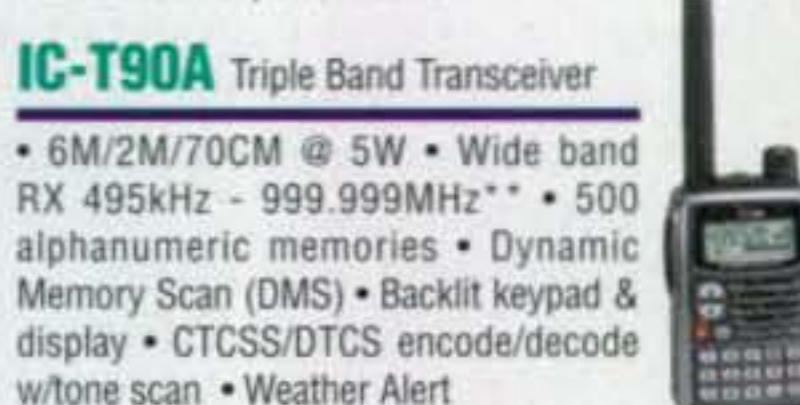 IC-T90A Triple Band Transceiver
• 6M/2M/70CM @ 5W • Wide band
RX 495kHz - 999.999MHz** • 500
alphanumeric memories • Dynamic
Memory Scan (DMS) • Backlit keypad &
display • CTCSS/DTCS encode/decode
w/tone scan • Weather Alert